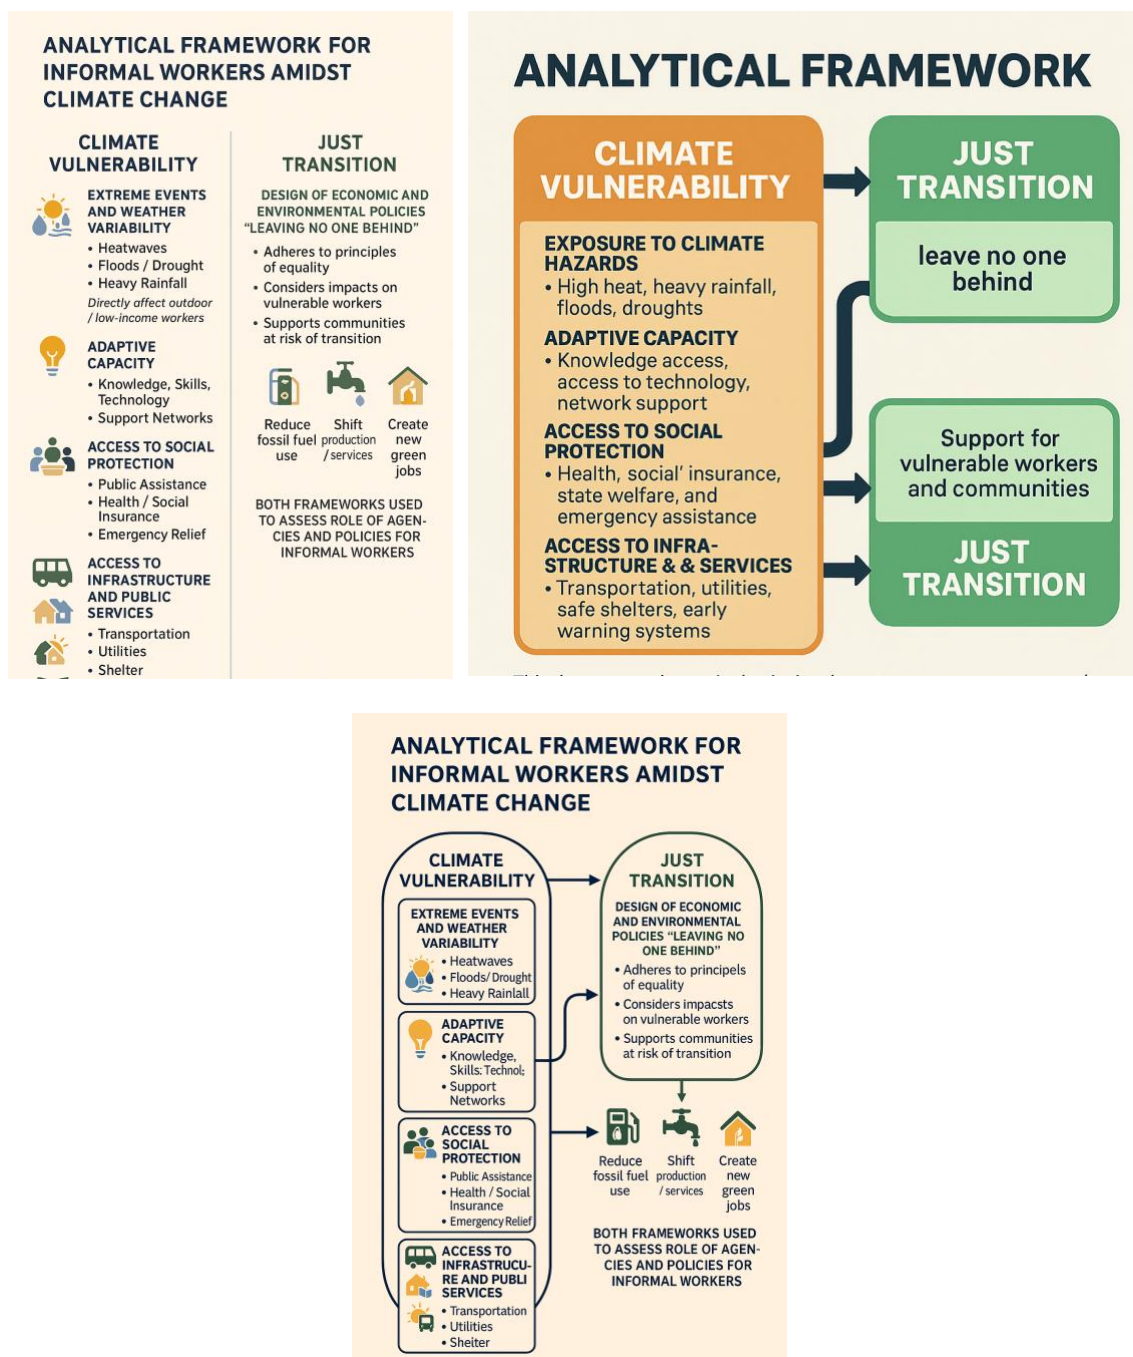 ANALYTICAL FRAMEWORK FOR
INFORMAL WORKERS AMIDST
CLIMATE CHANGE
CLIMATE
VULNERABILITY
EXTREME EVENTS
AND WEATHER
VARIABILITY
• Heatwaves
• Floods / Drought
• Heavy Rainfall
Directly affect outdoor
/ low-income workers
ADAPTIVE
CAPACITY
• Knowledge, Skills,
Technology
• Support Networks
ACCESS TO SOCIAL
PROTECTION
• Public Assistance
• Health / Social
Insurance
• Emergency Relief
ACCESS TO
INFRASTRUCTURE
AND PUBLIC
SERVICES
• Transportation
• Utilities
• Shelter
JUST
TRANSITION
DESIGN OF ECONOMIC AND
ENVIRONMENTAL POLICIES
“LEAVING NO ONE BEHIND”
• Adheres to principles
of equality
• Considers impacts on
vulnerable workers
• Supports communities
at risk of transition
Reduce
fossil fuel
use
Shift
production
/ services
Create
new
green
jobs
BOTH FRAMEWORKS USED
TO ASSESS ROLE OF AGEN-
CIES AND POLICIES FOR
INFORMAL WORKERS
ANALYTICAL FRAMEWORK
CLIMATE
VULNERABILITY
EXPOSURE TO CLIMATE
HAZARDS
• High heat, heavy rainfall,
floods, droughts
ADAPTIVE CAPACITY
• Knowledge access,
access to technology,
network support
ACCESS TO SOCIAL
PROTECTION
• Health, social’ insurance,
state welfare, and
emergency assistance
ACCESS TO INFRA-
STRUCTURE & & SERVICES
• Transportation, utilities,
safe shelters, early
warning systems
JUST
TRANSITION
leave no one
behind
Support for
vulnerable workers
and communities
JUST
TRANSITION
ANALYTICAL FRAMEWORK FOR
INFORMAL WORKERS AMIDST
CLIMATE CHANGE
CLIMATE
VULNERABILITY
EXTREME EVENTS
AND WEATHER
VARIABILITY
• Heatwaves
• Floods/Drought
• Heavy Rainlall
ADAPTIVE
CAPACITY
• Knowledge,
Skills: Technol;
• Support
Networks
ACCESS TO
SOCIAL
PROTECTION
• Public Assistance
• Health / Social
Insurance
• Emergency Relief
ACCESS TO
INFRASTRUCU-
RE AND PUBLI
SERVICES
• Transportation
• Utilities
• Sheiter
JUST
TRANSITION
DESIGN OF ECONOMIC
AND ENVIRONMENTAL
POLICIES “LEAVING NO
ONE BEHIND”
• Adheres to principels
of equality
• Considers impacsts
on vulnerable workers
• Supports communities
at risk of transition
Reduce
fossil fuel
use
Shift
production
/ services
Create
new
green
jobs
BOTH FRAMEWORKS USED
TO ASSESS ROLE OF AGEN-
CIES AND POLICIES FOR
INFORMAL WORKERS